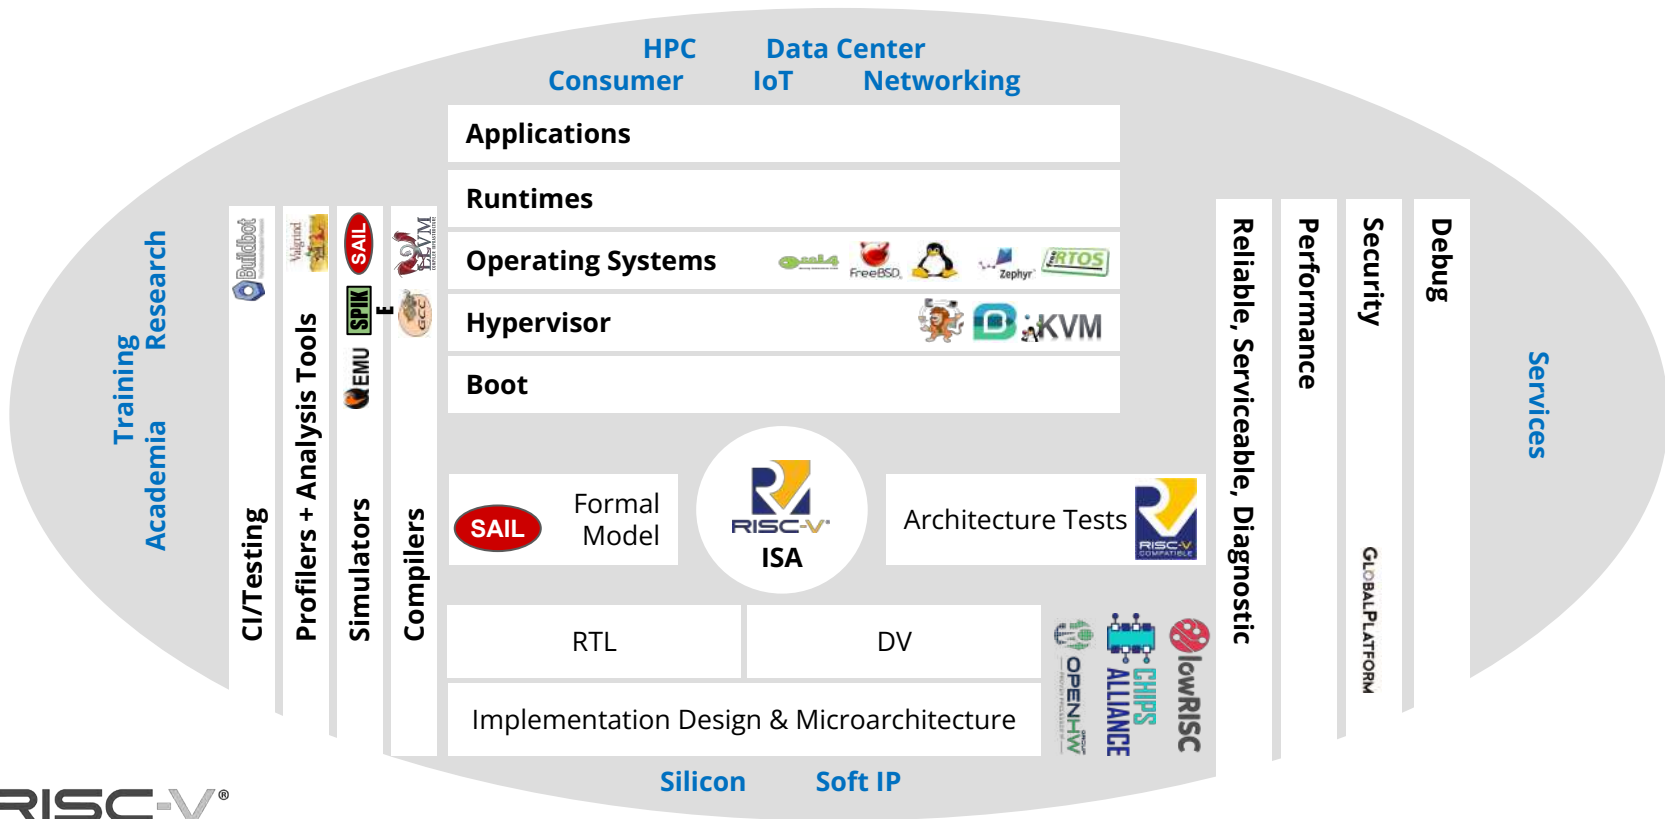 HPC Data Center
Consumer IoT Networking
Applications
Runtimes
Operating Systems
seL4
FreeBSD
Zephyr
RTOS
Hypervisor
KVM
Boot
Training
Academia Research
Buildbot
CI/Testing
Valgrind
Profilers + Analysis Tools
SAIL
SPIK
E
QEMU
Simulators
LLVM
GCC
Compilers
SAIL
Formal
Model
RISC-V®
ISA
Architecture Tests
RISC-V
COMPATIBLE
RTL
DV
Implementation Design & Microarchitecture
OPENHW
GROUP
CHIPS
ALLIANCE
lowRISC
Reliable, Serviceable, Diagnostic
Performance
Security
GLOBALPLATFORM
Debug
Services
Silicon Soft IP
RISC-V®